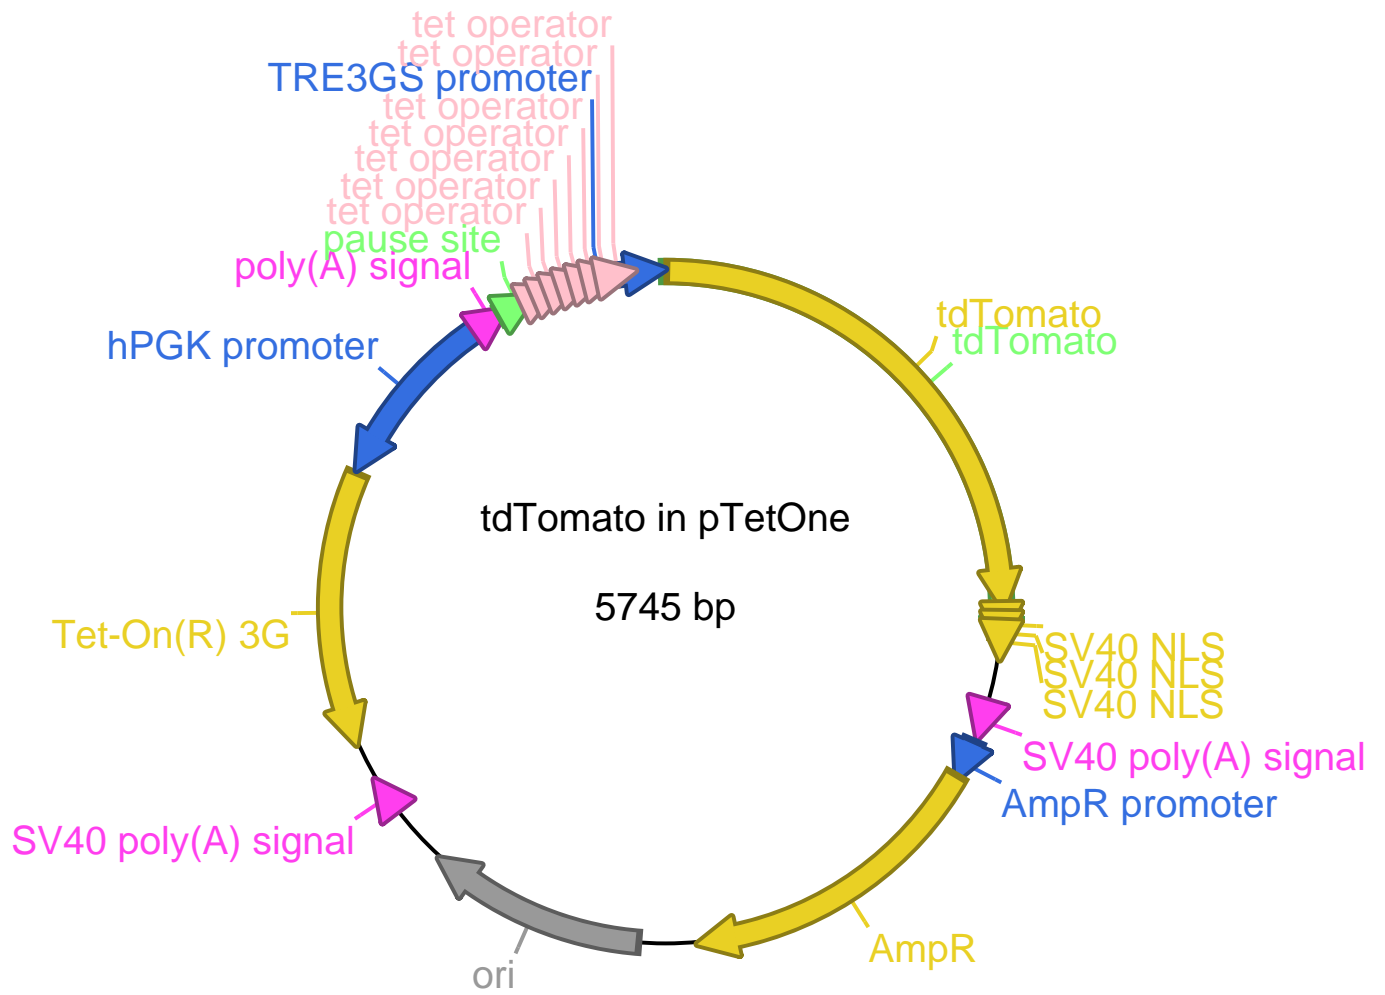 tet operator
tet operator
TRE3GS promoter
tet operator
tet operator
tet operator
tet operator
tet operator
pause site
poly(A) signal
hPGK promoter
tdTomato
tdTomato
tdTomato in pTetOne
5745 bp
Tet-On(R) 3G
SV40 NLS
SV40 NLS
SV40 NLS
SV40 poly(A) signal
AmpR promoter
SV40 poly(A) signal
AmpR
ori